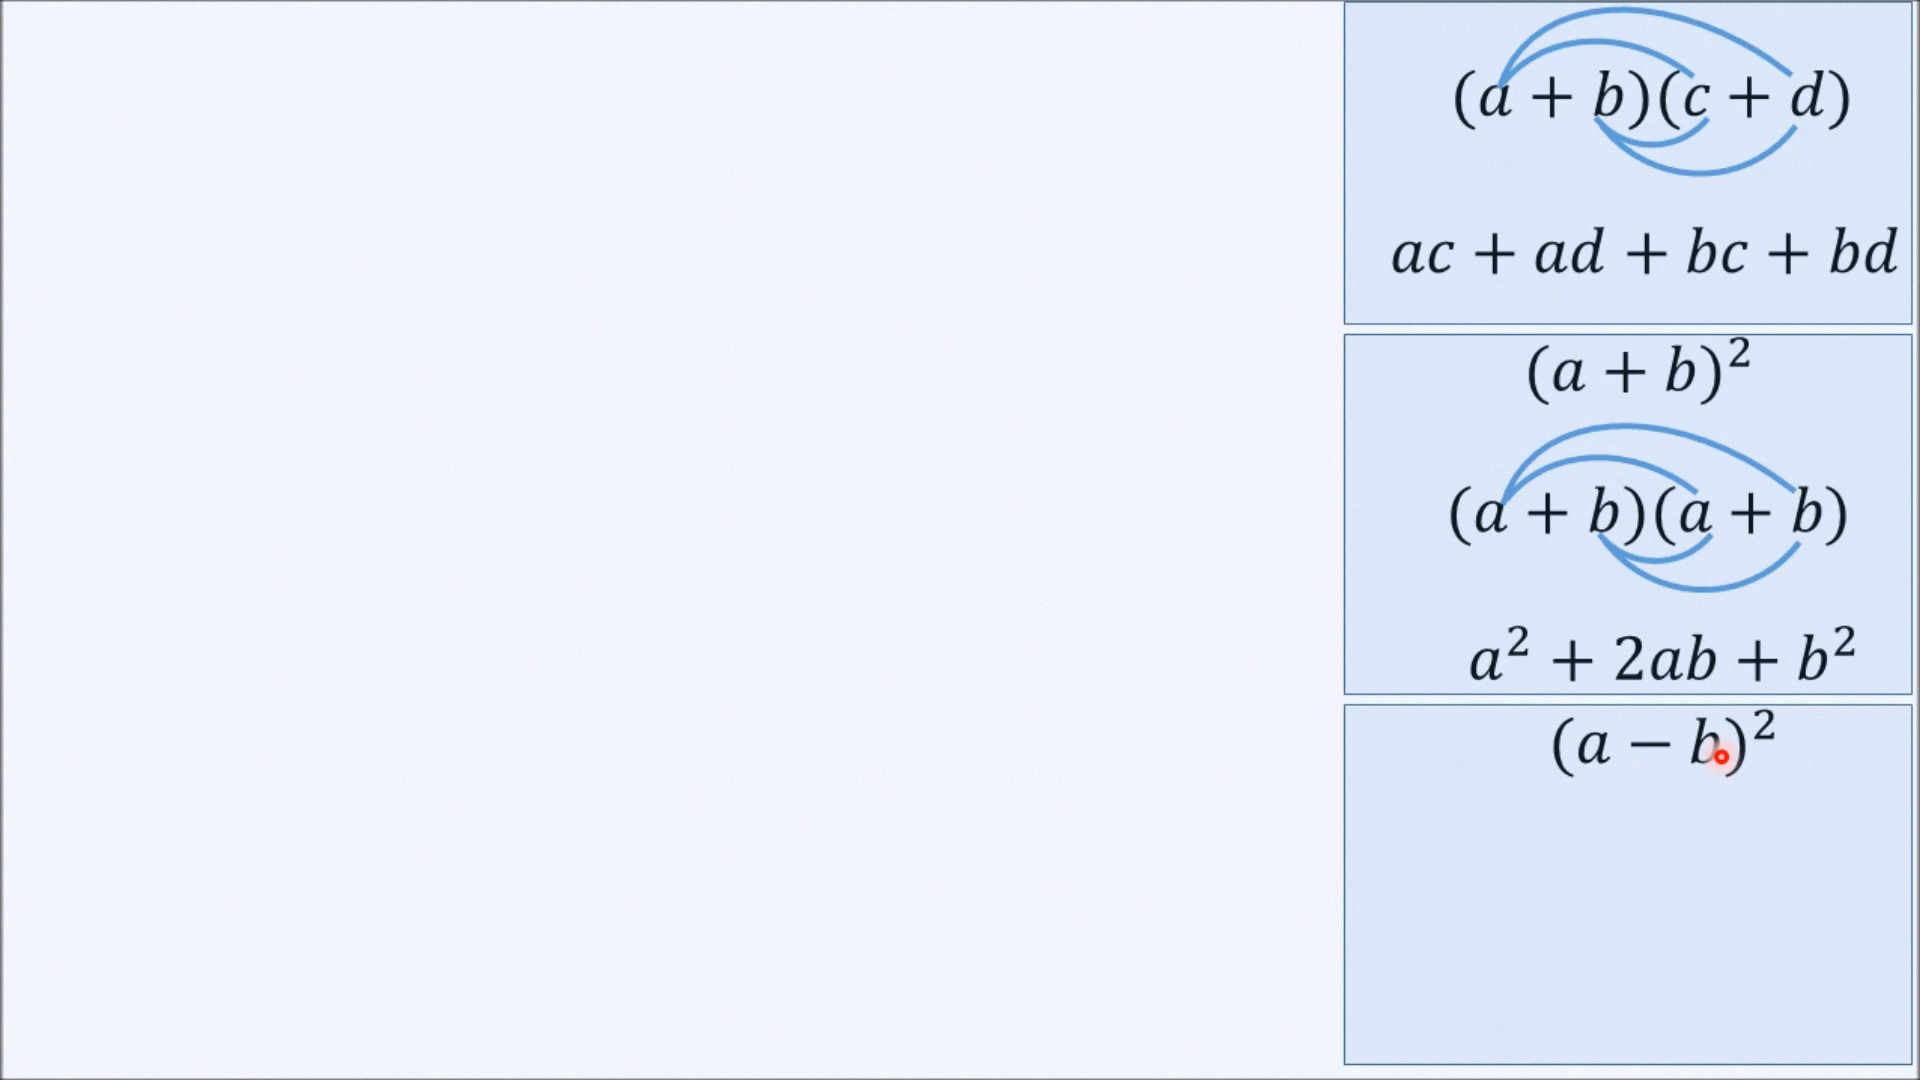 (a + b)(c + d)
ac + ad + bc + bd
(a + b)²
(a + b)(a + b)
a² + 2ab + b²
(a − b)²